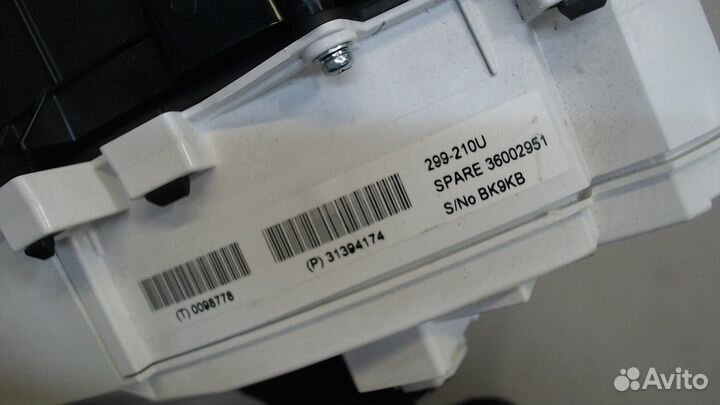 299-210U
SPARE 36002951
S/No BK9KB
(P) 31394174
(T) 0098778
Avito